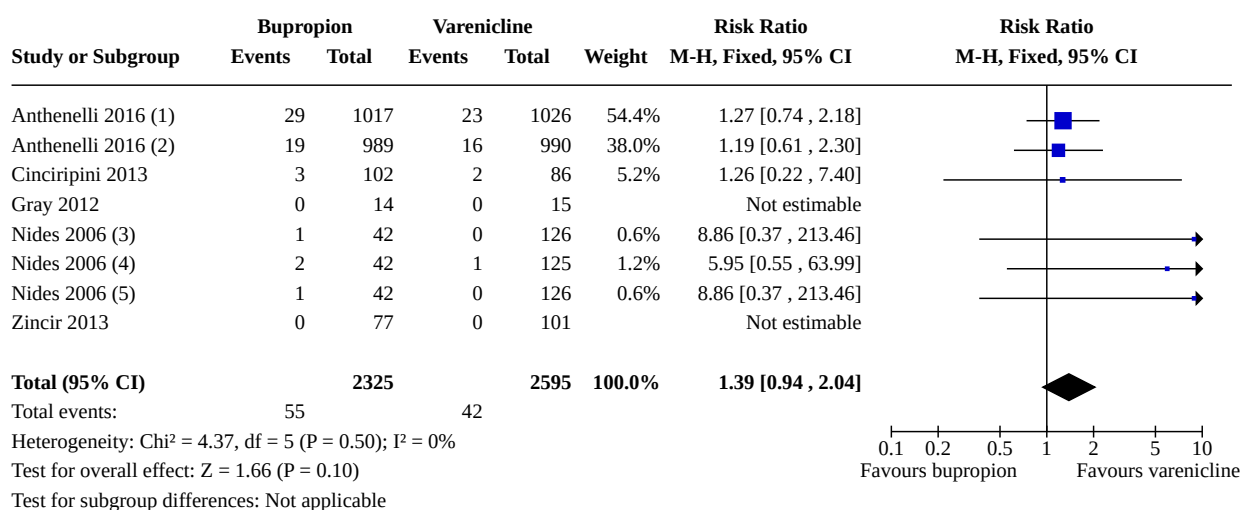 Bupropion Varenicline Risk Ratio Risk Ratio
Study or Subgroup Events Total Events Total Weight M-H, Fixed, 95% CI M-H, Fixed, 95% CI
Anthenelli 2016 (1) 29 1017 23 1026 54.4% 1.27 [0.74 , 2.18]
Anthenelli 2016 (2) 19 989 16 990 38.0% 1.19 [0.61 , 2.30]
Cinciripini 2013 3 102 2 86 5.2% 1.26 [0.22 , 7.40]
Gray 2012 0 14 0 15 Not estimable
Nides 2006 (3) 1 42 0 126 0.6% 8.86 [0.37 , 213.46]
Nides 2006 (4) 2 42 1 125 1.2% 5.95 [0.55 , 63.99]
Nides 2006 (5) 1 42 0 126 0.6% 8.86 [0.37 , 213.46]
Zincir 2013 0 77 0 101 Not estimable
Total (95% CI) 2325 2595 100.0% 1.39 [0.94 , 2.04]
Total events: 55 42
Heterogeneity: Chi² = 4.37, df = 5 (P = 0.50); I² = 0%
Test for overall effect: Z = 1.66 (P = 0.10)
Test for subgroup differences: Not applicable
0.1 0.2 0.5 1 2 5 10
Favours bupropion Favours varenicline